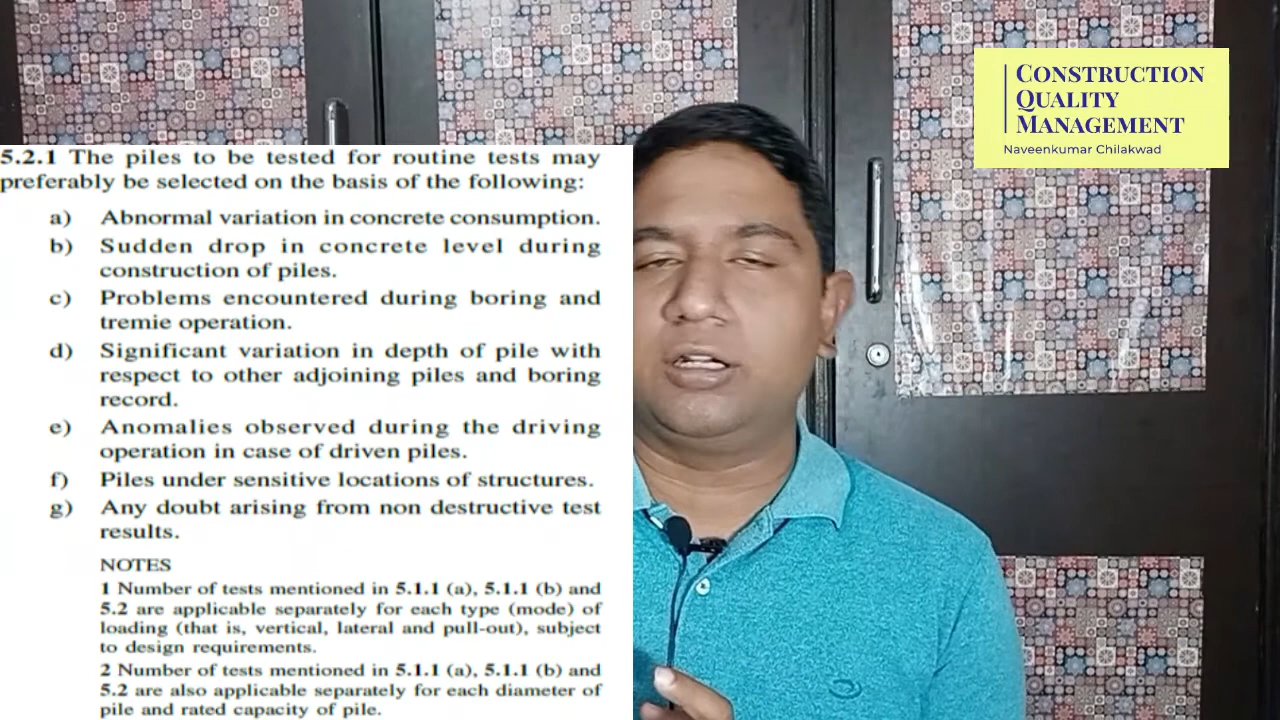 5.2.1 The piles to be tested for routine tests may
preferably be selected on the basis of the following:
a) Abnormal variation in concrete consumption.
b) Sudden drop in concrete level during
construction of piles.
c) Problems encountered during boring and
tremie operation.
d) Significant variation in depth of pile with
respect to other adjoining piles and boring
record.
e) Anomalies observed during the driving
operation in case of driven piles.
f) Piles under sensitive locations of structures.
g) Any doubt arising from non destructive test
results.
NOTES
1 Number of tests mentioned in 5.1.1 (a), 5.1.1 (b) and
5.2 are applicable separately for each type (mode) of
loading (that is, vertical, lateral and pull-out), subject
to design requirements.
2 Number of tests mentioned in 5.1.1 (a), 5.1.1 (b) and
5.2 are also applicable separately for each diameter of
pile and rated capacity of pile.
CONSTRUCTION
QUALITY
MANAGEMENT
Naveenkumar Chilakwad